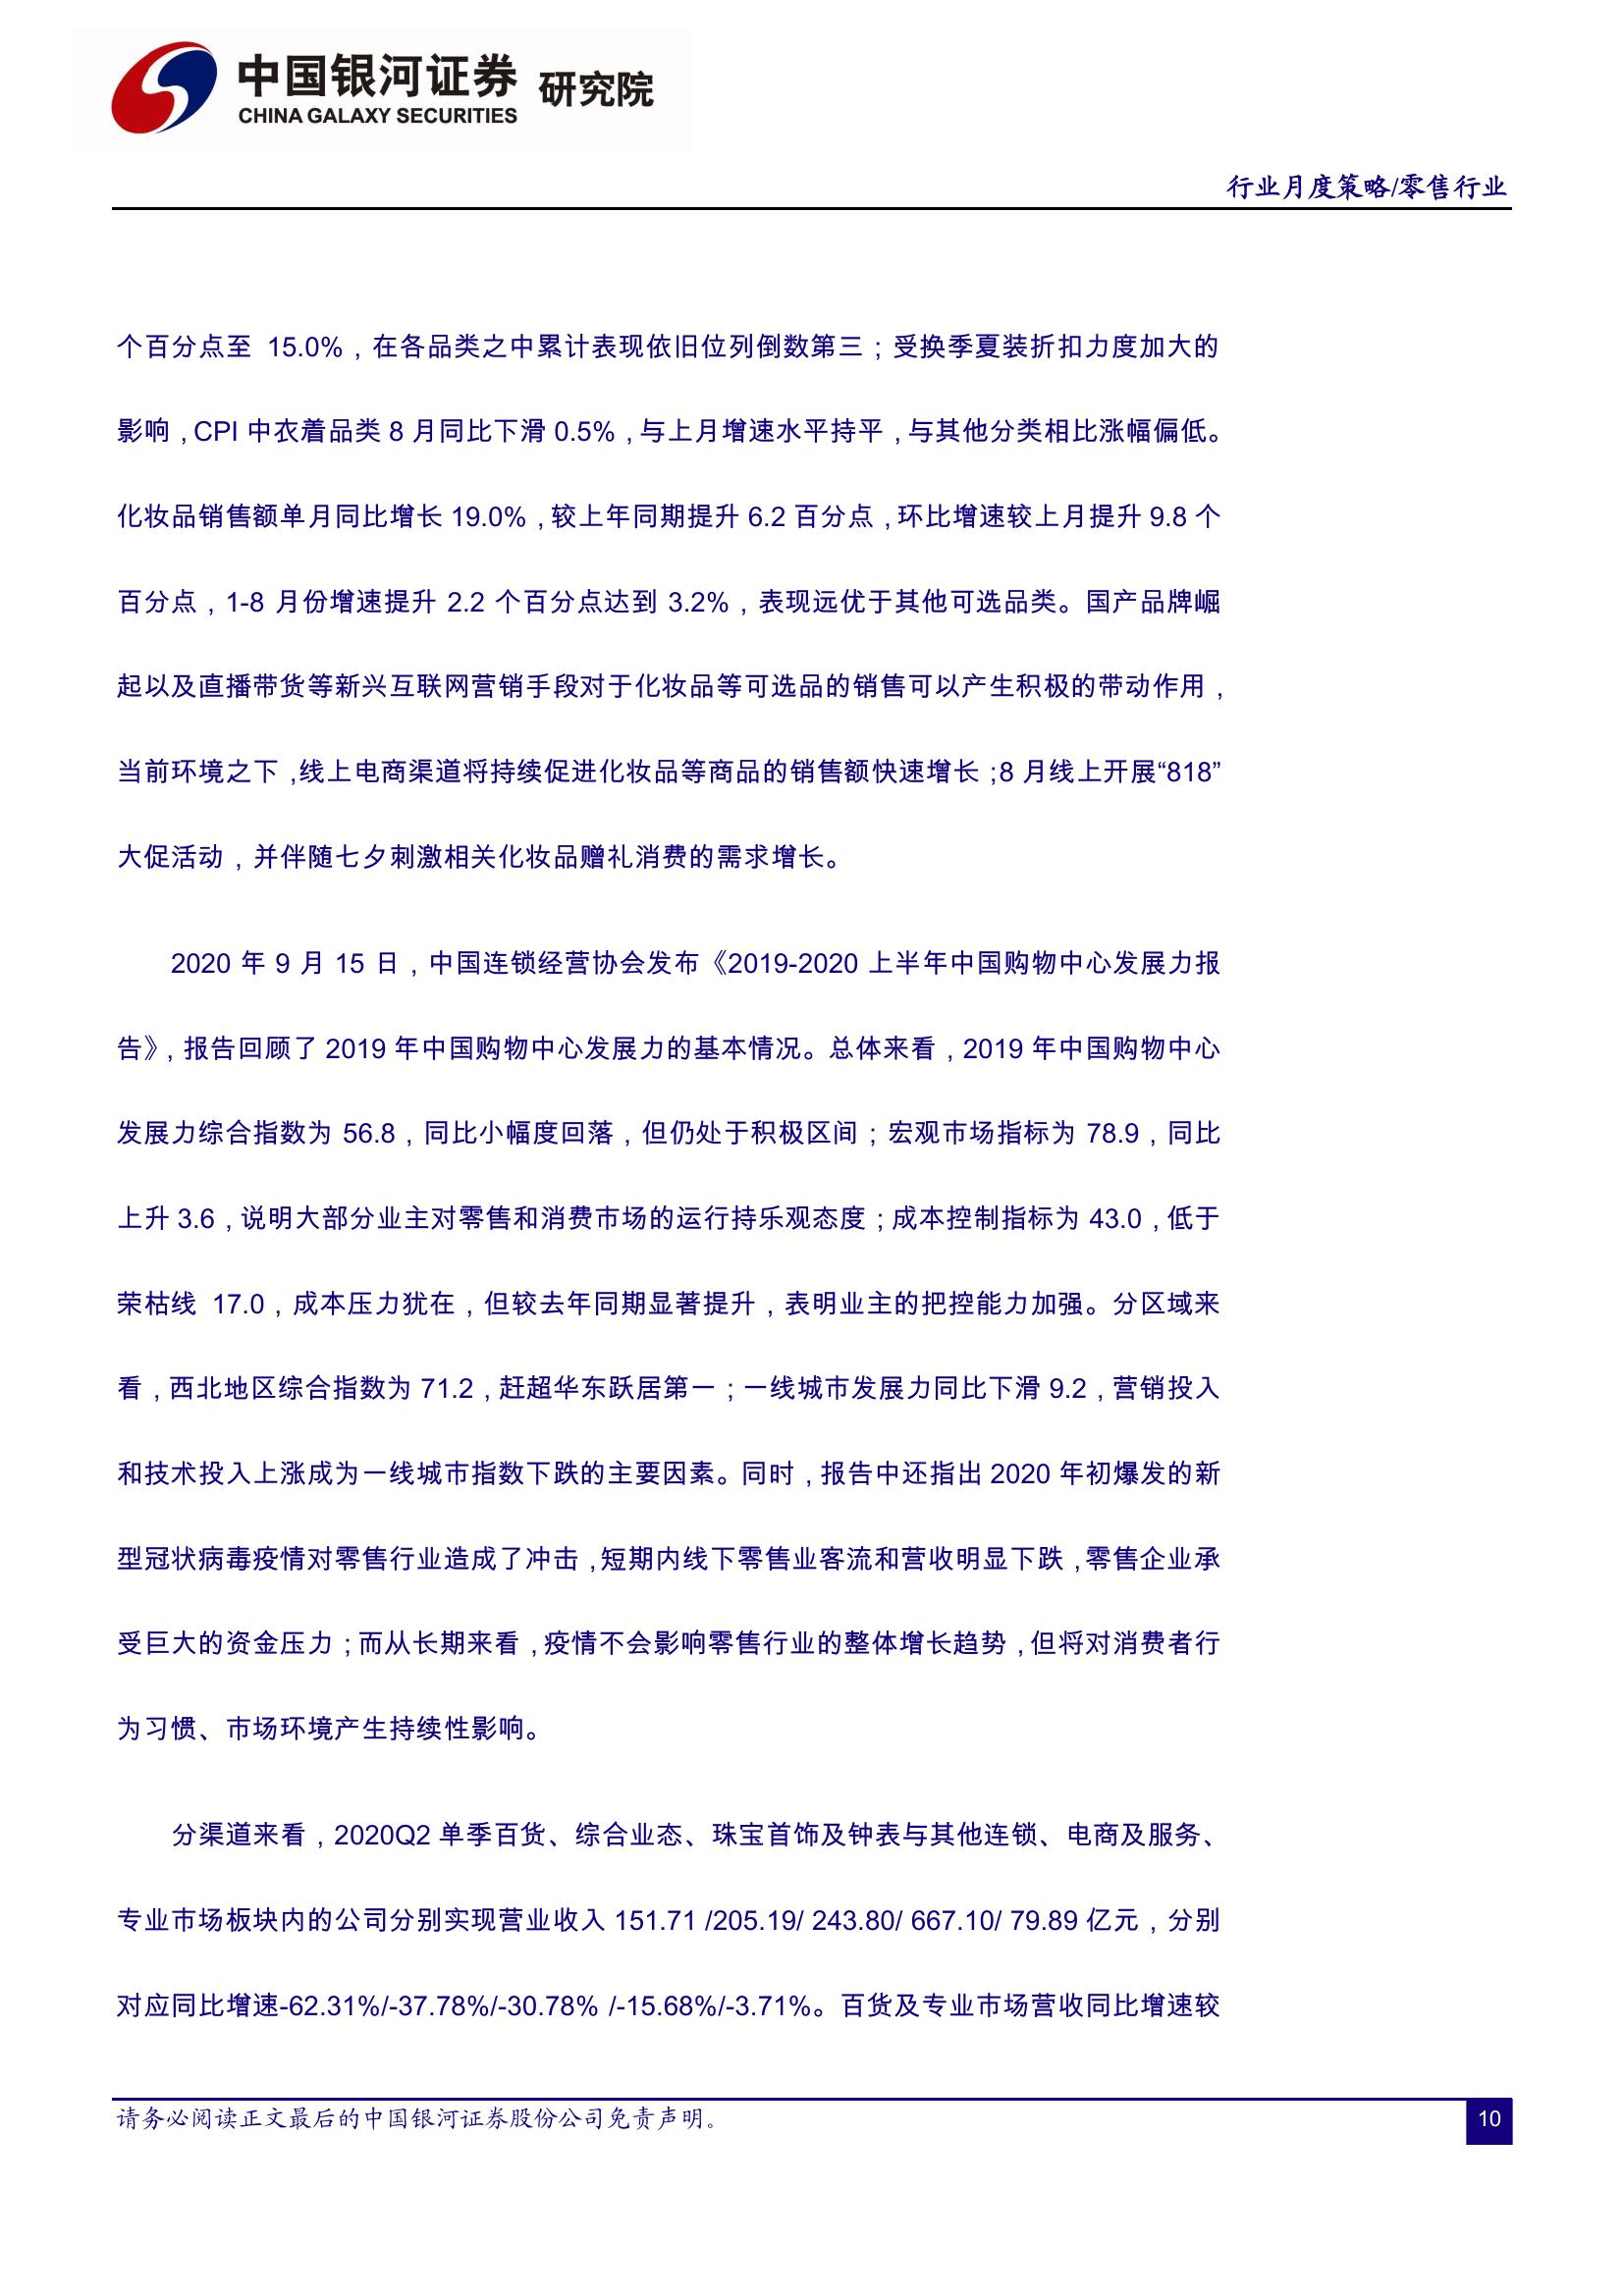 中国银河证券 研究院
CHINA GALAXY SECURITIES
行业月度策略/零售行业
个百分点至 15.0%，在各品类之中累计表现依旧位列倒数第三；受换季夏装折扣力度加大的
影响，CPI 中衣着品类 8 月同比下滑 0.5%，与上月增速水平持平，与其他分类相比涨幅偏低。
化妆品销售额单月同比增长 19.0%，较上年同期提升 6.2 百分点，环比增速较上月提升 9.8 个
百分点，1-8 月份增速提升 2.2 个百分点达到 3.2%，表现远优于其他可选品类。国产品牌崛
起以及直播带货等新兴互联网营销手段对于化妆品等可选品的销售可以产生积极的带动作用，
当前环境之下，线上电商渠道将持续促进化妆品等商品的销售额快速增长；8 月线上开展“818”
大促活动，并伴随七夕刺激相关化妆品赠礼消费的需求增长。
2020 年 9 月 15 日，中国连锁经营协会发布《2019-2020 上半年中国购物中心发展力报
告》，报告回顾了 2019 年中国购物中心发展力的基本情况。总体来看，2019 年中国购物中心
发展力综合指数为 56.8，同比小幅度回落，但仍处于积极区间；宏观市场指标为 78.9，同比
上升 3.6，说明大部分业主对零售和消费市场的运行持乐观态度；成本控制指标为 43.0，低于
荣枯线 17.0，成本压力犹在，但较去年同期显著提升，表明业主的把控能力加强。分区域来
看，西北地区综合指数为 71.2，赶超华东跃居第一；一线城市发展力同比下滑 9.2，营销投入
和技术投入上涨成为一线城市指数下跌的主要因素。同时，报告中还指出 2020 年初爆发的新
型冠状病毒疫情对零售行业造成了冲击，短期内线下零售业客流和营收明显下跌，零售企业承
受巨大的资金压力；而从长期来看，疫情不会影响零售行业的整体增长趋势，但将对消费者行
为习惯、市场环境产生持续性影响。
分渠道来看，2020Q2 单季百货、综合业态、珠宝首饰及钟表与其他连锁、电商及服务、
专业市场板块内的公司分别实现营业收入 151.71 /205.19/ 243.80/ 667.10/ 79.89 亿元，分别
对应同比增速-62.31%/-37.78%/-30.78% /-15.68%/-3.71%。百货及专业市场营收同比增速较
请务必阅读正文最后的中国银河证券股份公司免责声明。
10